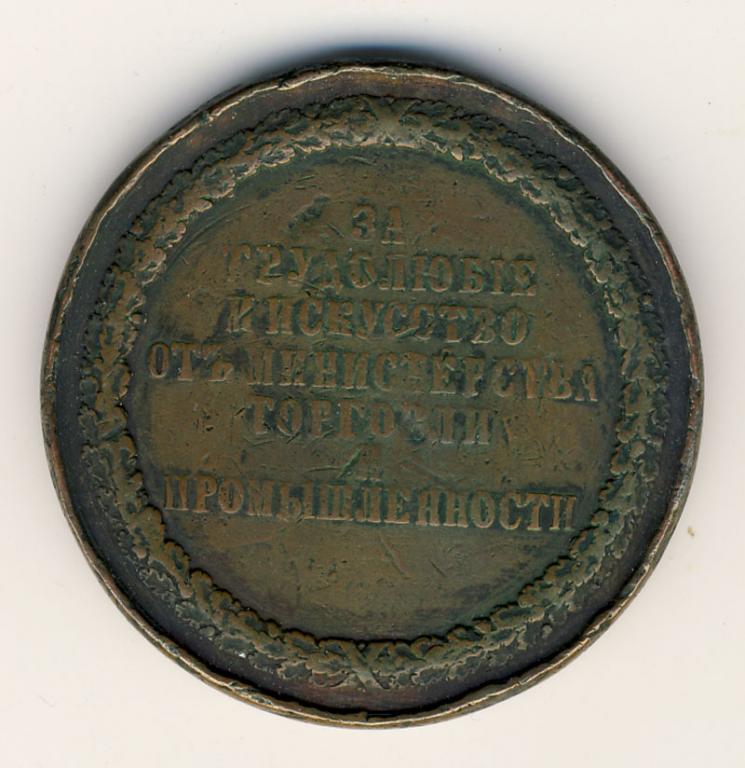 ЗА
ТРУДОЛЮБІЕ
И ИСКУССТВО
ОТЪ МИНИСТЕРСТВА
ТОРГОВЛИ
И
ПРОМЫШЛЕННОСТИ